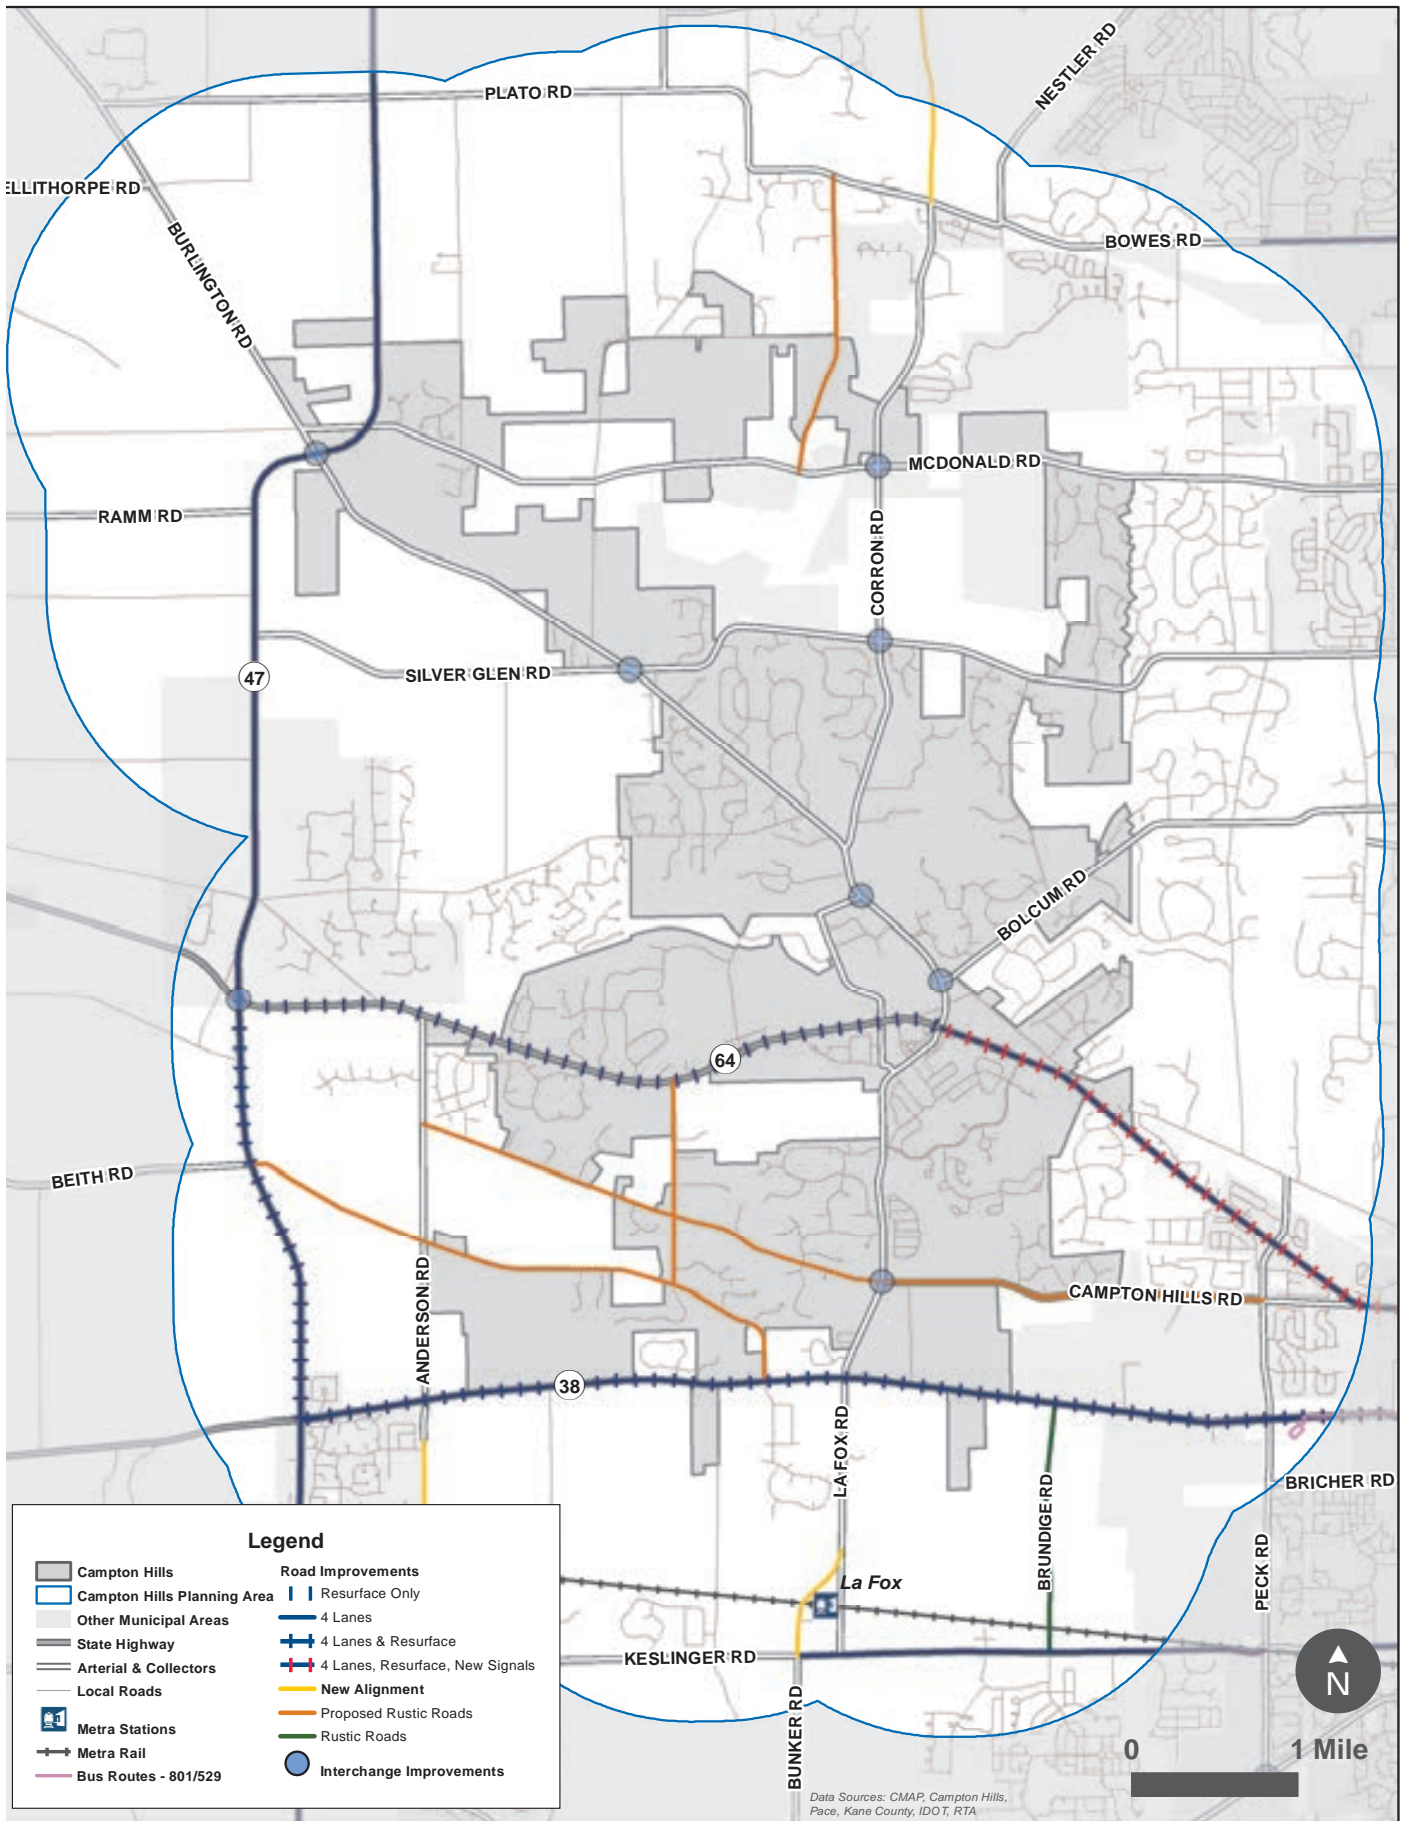 NESTLER RD
PLATO RD
ELLITHORPE RD
BURLINGTON RD
BOWES RD
MCDONALD RD
RAMM RD
CORRON RD
SILVER GLEN RD
47
BOLCUM RD
64
BEITH RD
ANDERSON RD
CAMPTON HILLS RD
38
LA FOX RD
BRICHER RD
BRUNDIGE RD
PECK RD
La Fox
KESLINGER RD
BUNKER RD
Legend
Campton Hills
Campton Hills Planning Area
Other Municipal Areas
State Highway
Arterial & Collectors
Local Roads
Metra Stations
Metra Rail
Bus Routes - 801/529
Road Improvements
Resurface Only
4 Lanes
4 Lanes & Resurface
4 Lanes, Resurface, New Signals
New Alignment
Proposed Rustic Roads
Rustic Roads
Interchange Improvements
N
0 1 Mile
Data Sources: CMAP, Campton Hills,
Pace, Kane County, IDOT, RTA